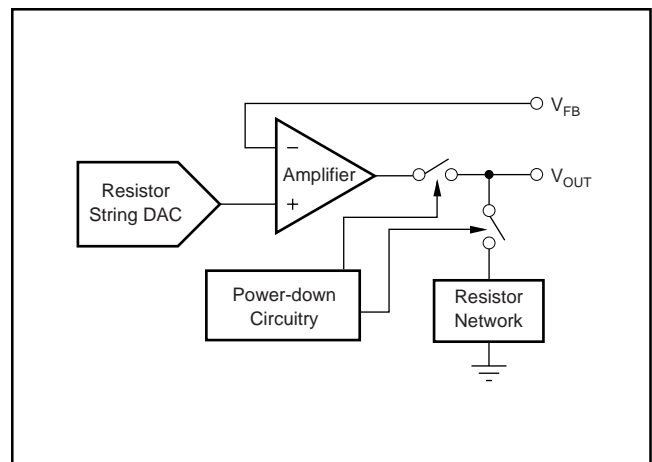 V_FB
−
Amplifier
+
Resistor
String DAC
V_OUT
Power-down
Circuitry
Resistor
Network